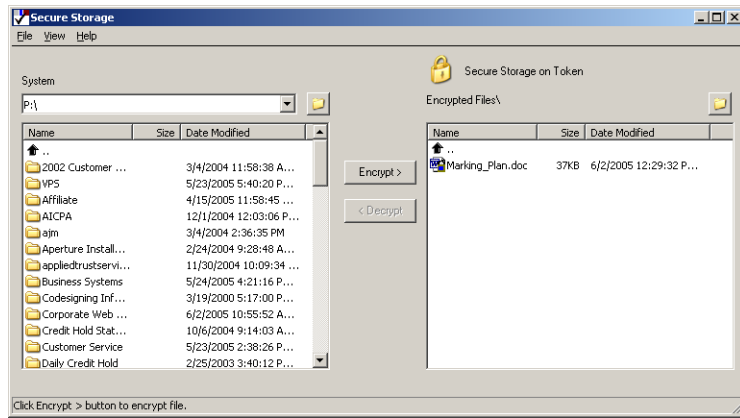 Secure Storage
File View Help
System
P:\
Name Size Date Modified
..
2002 Customer ... 3/4/2004 11:58:38 A...
VPS 5/23/2005 5:40:20 P...
Affiliate 4/15/2005 11:58:45 ...
AICPA 12/1/2004 12:03:06 P...
ajm 3/4/2004 2:36:35 PM
Aperture Install... 2/24/2004 9:28:48 A...
appliedtrustservi... 11/30/2004 10:09:34 ...
Business Systems 5/24/2005 4:21:16 P...
Codesigning Inf... 3/19/2000 5:17:00 P...
Corporate Web ... 6/2/2005 10:55:52 A...
Credit Hold Stat... 10/6/2004 9:14:03 A...
Customer Service 5/23/2005 2:38:26 P...
Daily Credit Hold 2/25/2003 3:40:12 P...
Encrypt >
< Decrypt
Secure Storage on Token
Encrypted Files\
Name Size Date Modified
..
Marking_Plan.doc 37KB 6/2/2005 12:29:32 P...
Click Encrypt > button to encrypt file.